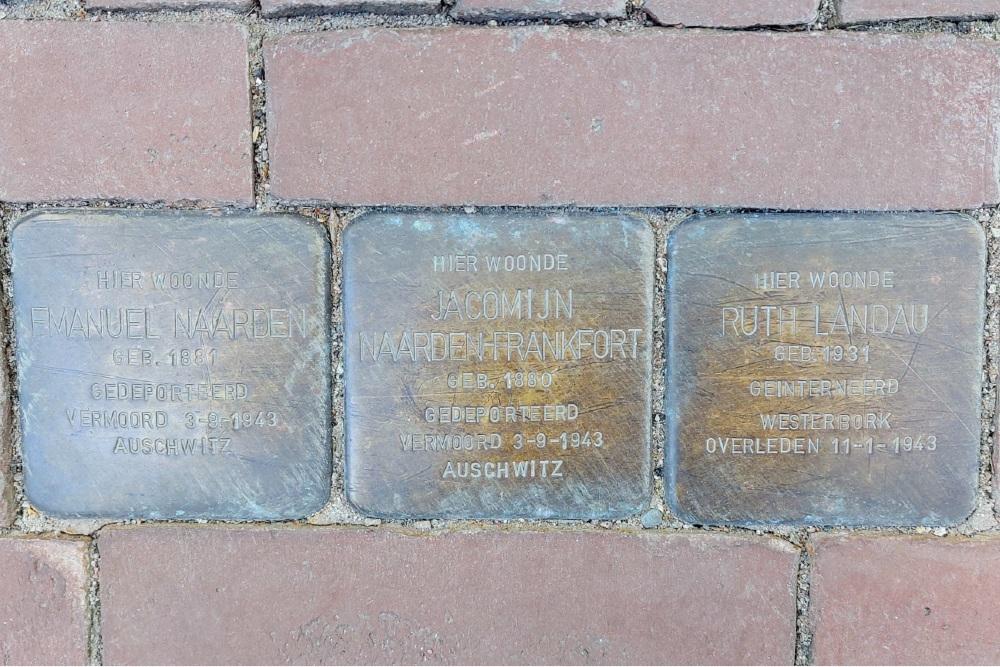 HIER WOONDE
EMANUEL NAARDEN
GEB. 1881
GEDEPORTEERD
VERMOORD 3-9-1943
AUSCHWITZ
HIER WOONDE
JACOMIJN
NAARDEN-FRANKFORT
GEB. 1880
GEDEPORTEERD
VERMOORD 3-9-1943
AUSCHWITZ
HIER WOONDE
RUTH LANDAU
GEB. 1931
GEÏNTERNEERD
WESTERBORK
OVERLEDEN 11-1-1943